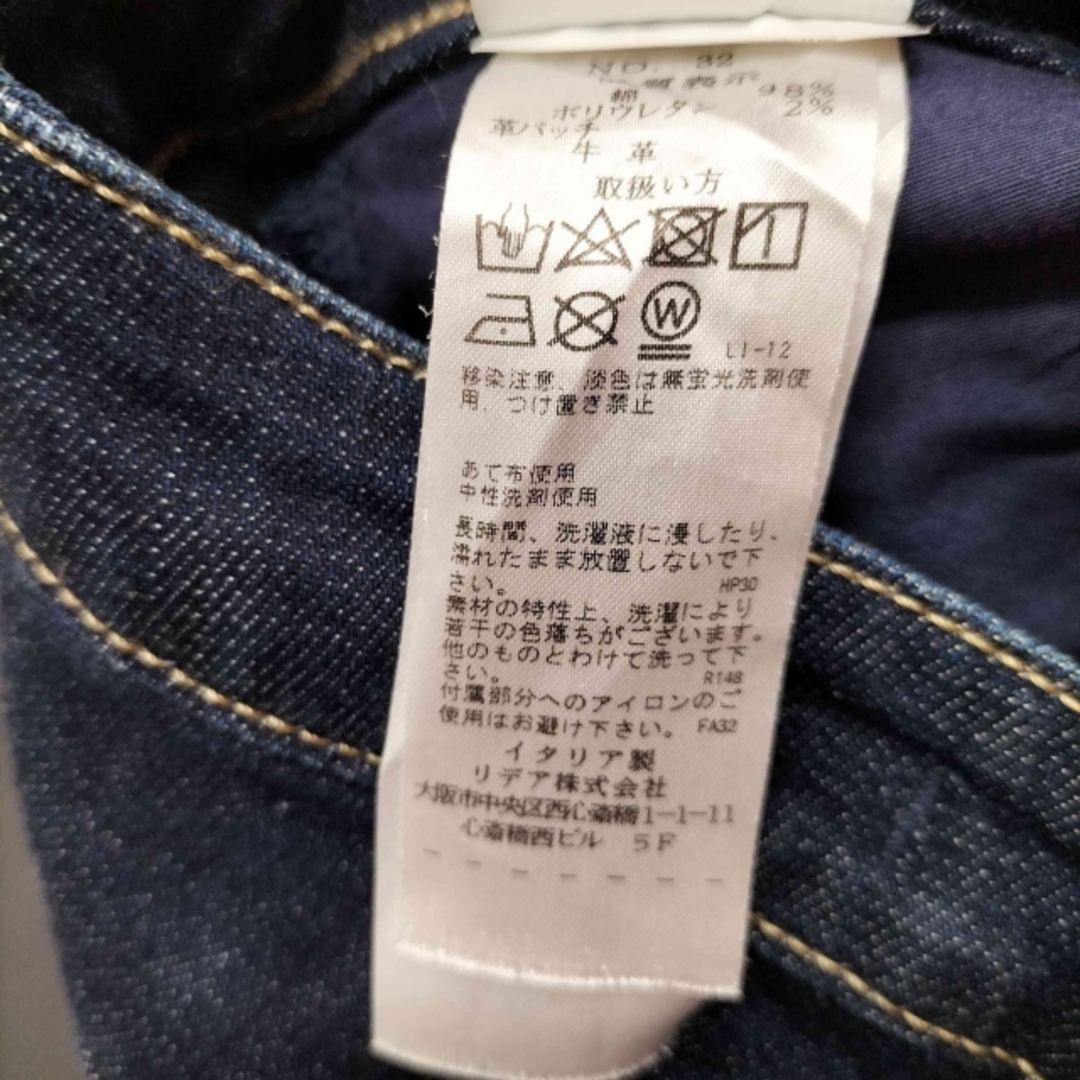 NO. 32
質表示
綿 98%
ポリウレタン 2%
革パッチ
牛 革
取扱い方
W
LI-12
移染注意、淡色は無蛍光洗剤使
用、つけ置き禁止
あて布使用
中性洗剤使用
長時間、洗濯液に浸したり、
濡れたまま放置しないで下
さい。 HP30
素材の特性上、洗濯により
若干の色落ちがございます。
他のものとわけて洗って下
さい。 R148
付属部分へのアイロンのご
使用はお避け下さい。 FA32
イタリア製
リデア株式会社
大阪市中央区西心斎橋1-1-11
心斎橋西ビル 5F